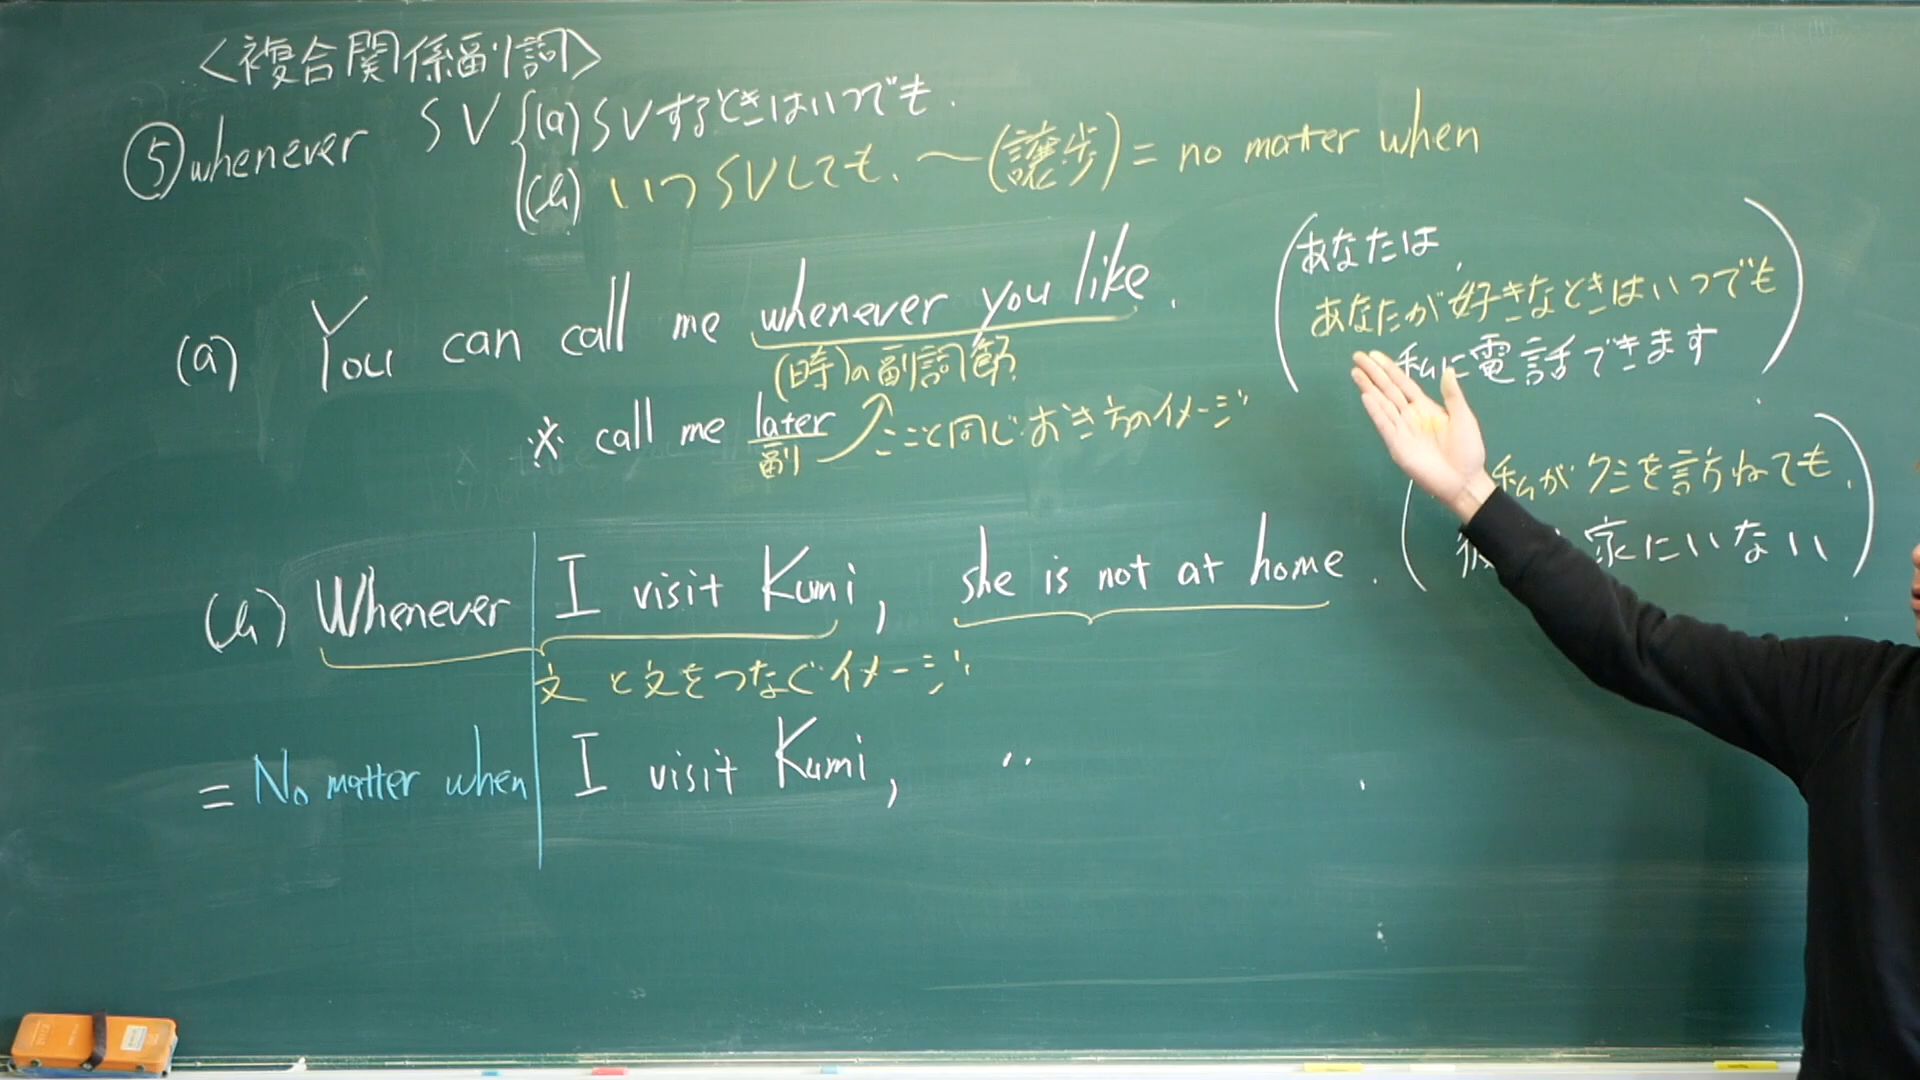 <複合関係副詞>
⑤whenever SV {(a) SVするときはいつでも.
(b) いつSVしても、〜(譲歩) = no matter when
(a) You can call me whenever you like.
(時)の副詞節
※ call me later
副
ここと同じおき方のイメージ
(あなたは,
あなたが好きなときはいつでも
私に電話できます)
(b) Whenever I visit Kumi, she is not at home.
文と文をつなぐイメージ
(私がクミを訪ねても,
家にいない)
= No matter when I visit Kumi, 〃 .